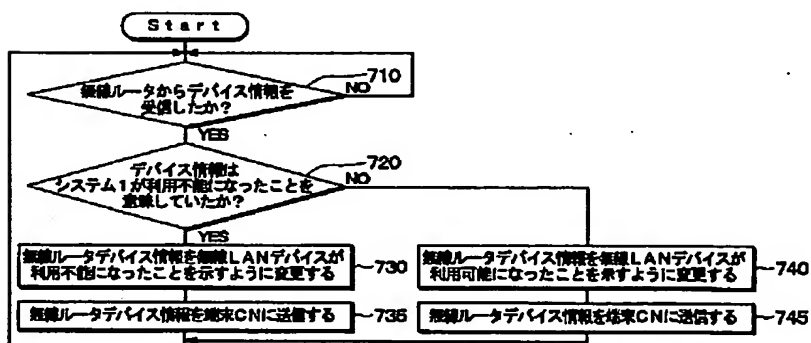 Start
無線ルータからデバイス情報を
受信したか?
710
NO
YES
デバイス情報は
システム1が利用不能になったことを
意味していたか?
720
NO
YES
無線ルータデバイス情報を無線LANデバイスが
利用不能になったことを示すように変更する
730
無線ルータデバイス情報を無線LANデバイスが
利用可能になったことを示すように変更する
740
無線ルータデバイス情報を端末CNに送信する
735
無線ルータデバイス情報を端末CNに送信する
745